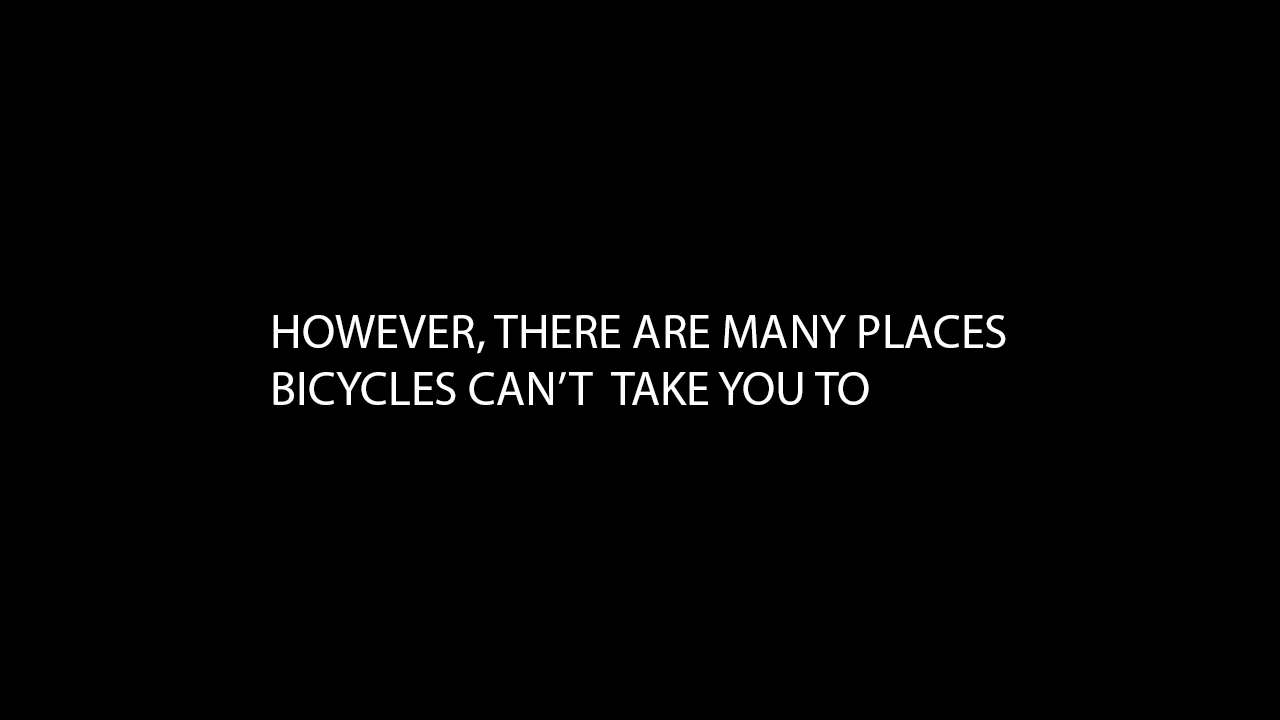 HOWEVER, THERE ARE MANY PLACES
BICYCLES CAN’T  TAKE YOU TO